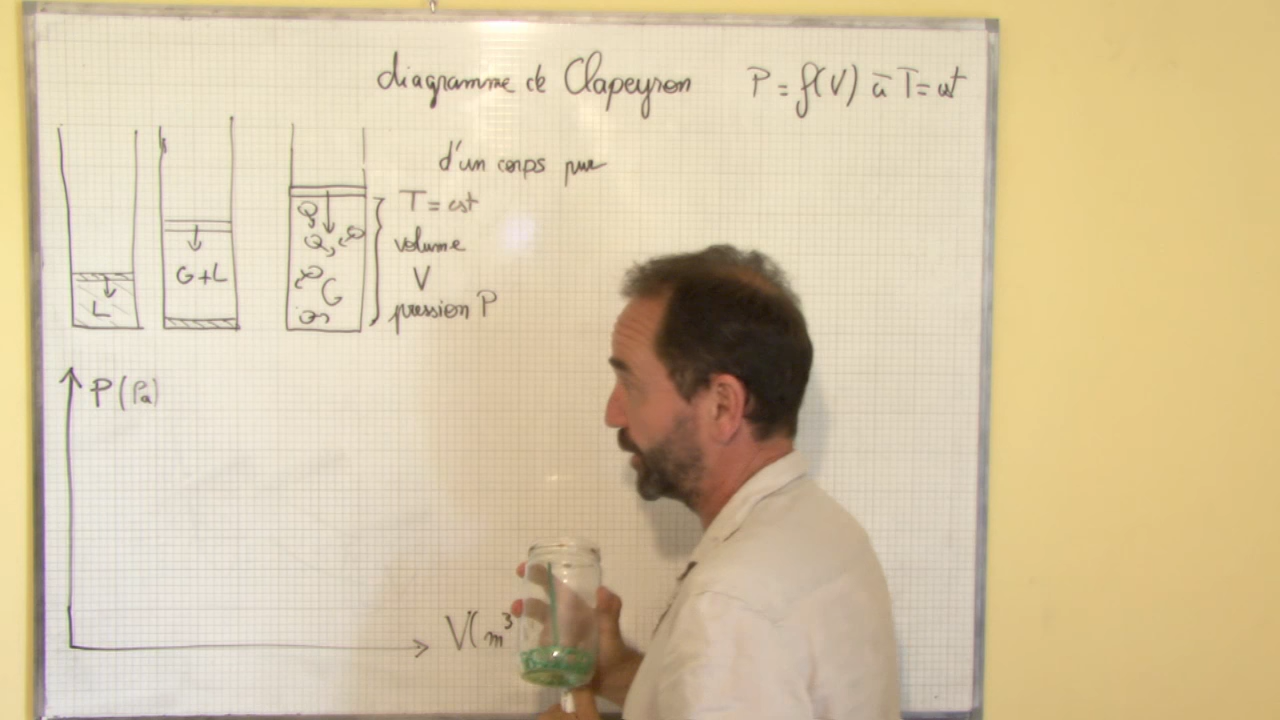 diagramme de Clapeyron P = f(V) à T = cst
d'un corps pur
T = cst
volume
V
pression P
G+L
G
L
P (Pa)
V(m³